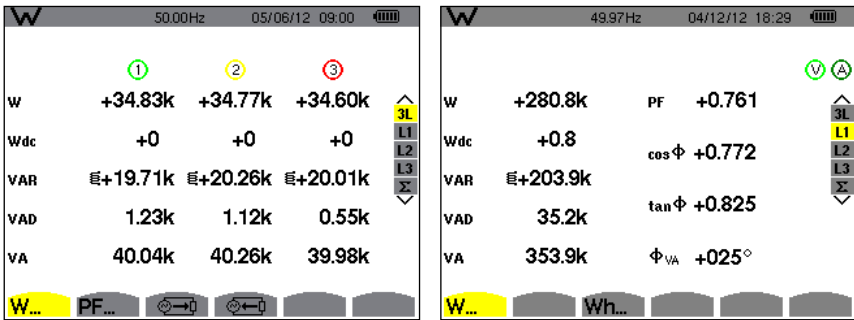 W 50.00Hz 05/06/12 09:00
1 2 3
W +34.83k +34.77k +34.60k
3L
Wdc +0 +0 +0
L1
L2
VAR +19.71k +20.26k +20.01k
L3
Σ
VAD 1.23k 1.12k 0.55k
VA 40.04k 40.26k 39.98k
W... PF...
W 49.97Hz 04/12/12 18:29
V A
W +280.8k PF +0.761
3L
Wdc +0.8
L1
cosΦ +0.772
L2
VAR +203.9k
L3
Σ
tanΦ +0.825
VAD 35.2k
VA 353.9k ΦVA +025°
W... Wh...